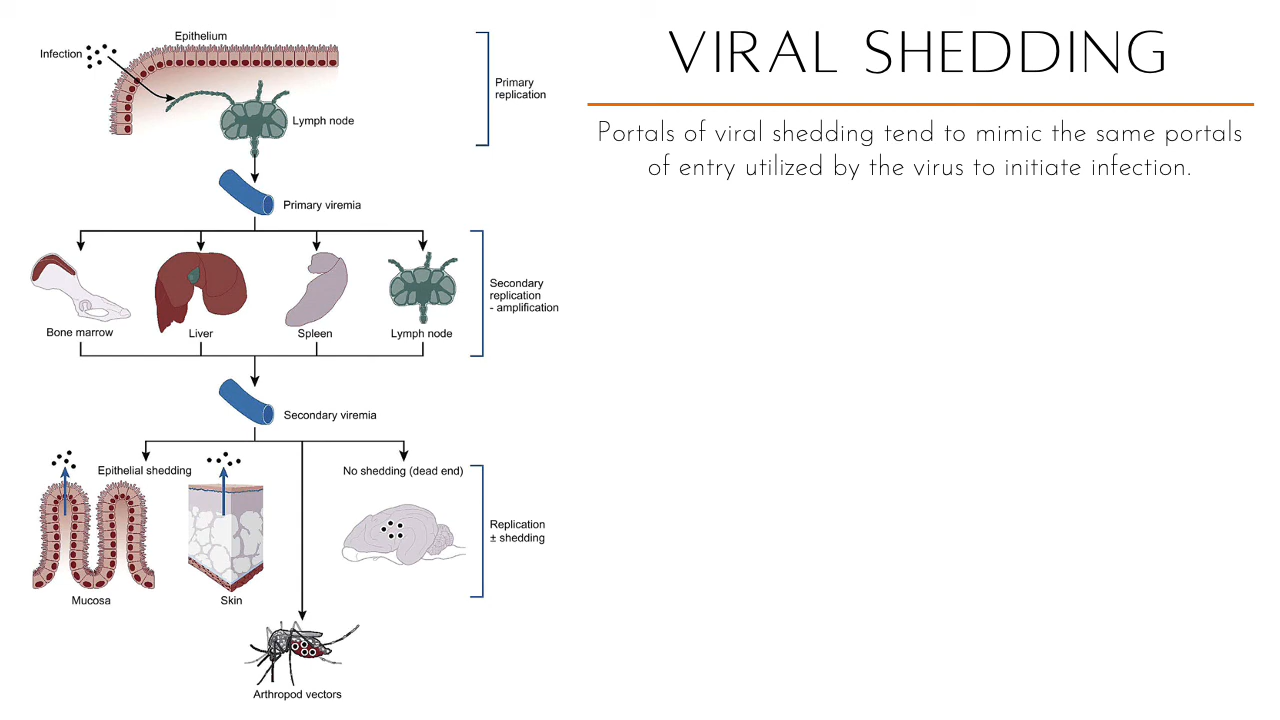 VIRAL SHEDDING
Portals of viral shedding tend to mimic the same portals
of entry utilized by the virus to initiate infection.
Epithelium
Infection
Primary
replication
Lymph node
Primary viremia
Bone marrow
Liver
Spleen
Lymph node
Secondary
replication
- amplification
Secondary viremia
Epithelial shedding
No shedding (dead end)
Replication
± shedding
Mucosa
Skin
Arthropod vectors